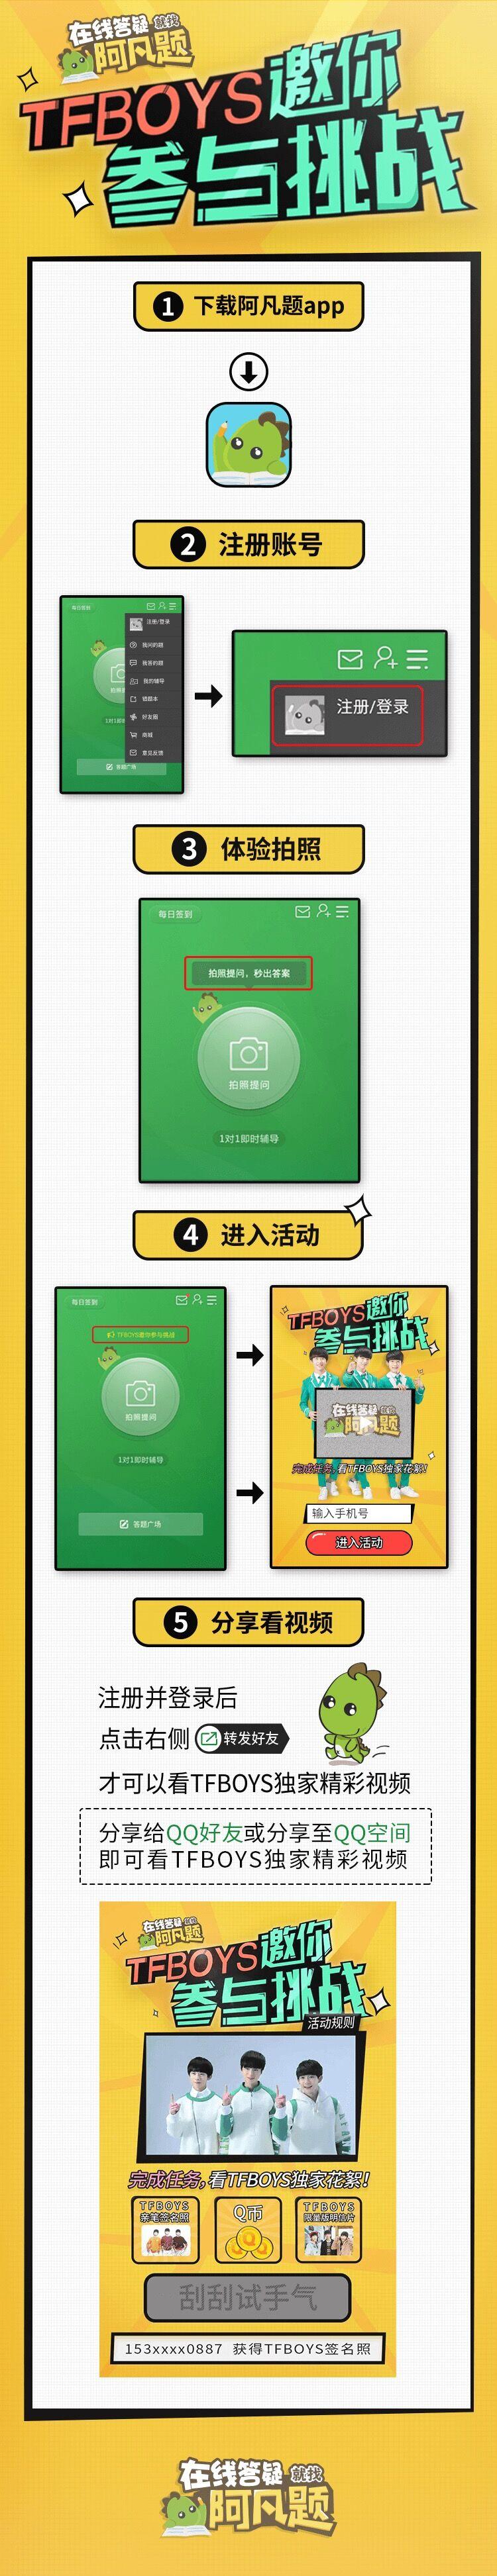 在线答疑 就找
阿凡题
TFBOYS邀你
参与挑战
1 下载阿凡题app
2 注册账号
每日签到
注册/登录
我问的题
我答的题
我的辅导
错题本
好友圈
商城
意见反馈
答题广场
注册/登录
3 体验拍照
每日签到
拍照提问，秒出答案
拍照提问
1对1即时辅导
4 进入活动
每日签到
TFBOYS邀你参与挑战
拍照提问
1对1即时辅导
答题广场
TFBOYS邀你
参与挑战
在线答疑 就找
阿凡题
完成任务,看TFBOYS独家花絮!
输入手机号
进入活动
5 分享看视频
注册并登录后
点击右侧 转发好友
才可以看TFBOYS独家精彩视频
分享给QQ好友或分享至QQ空间
即可看TFBOYS独家精彩视频
在线答疑 就找
阿凡题
TFBOYS邀你
参与挑战
活动规则
完成任务,看TFBOYS独家花絮!
TFBOYS
亲笔签名照
Q币
TFBOYS
限量版明信片
刮刮试手气
153xxxx0887 获得TFBOYS签名照
在线答疑 就找
阿凡题